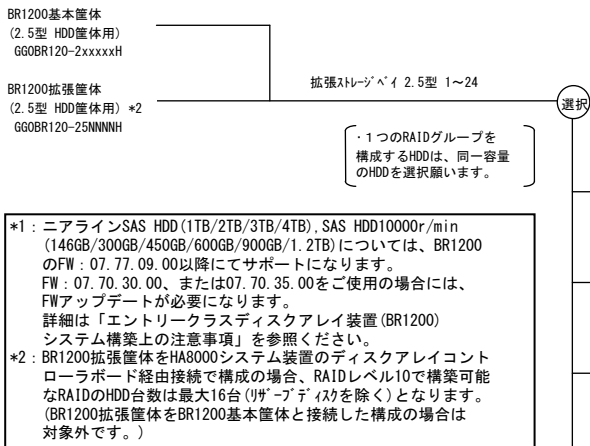 BR1200基本筐体
(2.5型 HDD筐体用)
GG0BR120-2xxxxxH
BR1200拡張筐体
(2.5型 HDD筐体用) *2
GG0BR120-25NNNNH
拡張ｽﾄﾚｰｼﾞﾍﾞｲ 2.5型 1～24
選択
・１つのRAIDグループを
構成するHDDは、同一容量
のHDDを選択願います。
*1：ニアラインSAS HDD(1TB/2TB/3TB/4TB),SAS HDD10000r/min
(146GB/300GB/450GB/600GB/900GB/1.2TB)については、BR1200
のFW：07.77.09.00以降にてサポートになります。
FW：07.70.30.00、または07.70.35.00をご使用の場合には、
FWアップデートが必要になります。
詳細は「エントリークラスディスクアレイ装置(BR1200)
システム構築上の注意事項」を参照ください。
*2：BR1200拡張筐体をHA8000システム装置のディスクアレイコント
ローラボード経由接続で構成の場合、RAIDレベル10で構築可能
なRAIDのHDD台数は最大16台(ﾘｻﾞｰﾌﾞﾃﾞｨｽｸを除く)となります。
(BR1200拡張筐体をBR1200基本筐体と接続した構成の場合は
対象外です。)